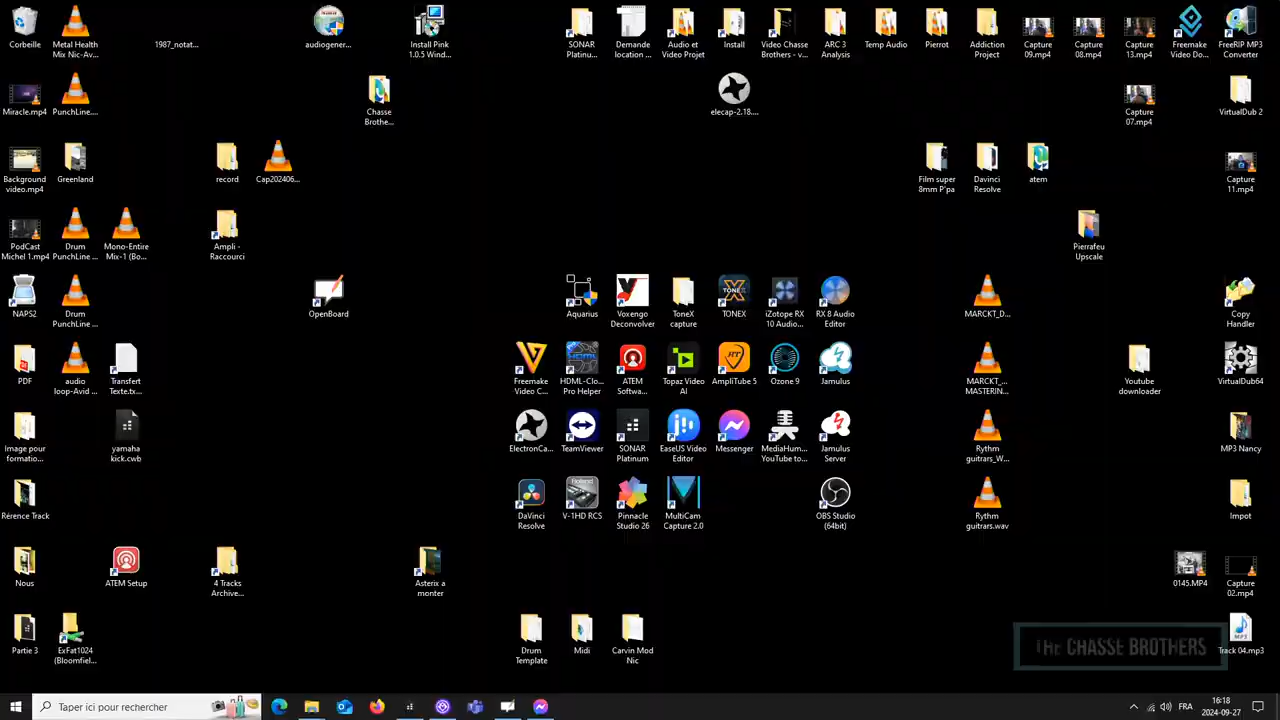 Corbeille
Metal Health
Mix Nic-Av...
1987_notat...
audiogener...
Install Pink
1.0.5 Wind...
SONAR
Platinu...
Demande
location ...
Audio et
Video Projet
Install
Video Chasse
Brothers - v...
ARC 3
Analysis
Temp Audio
Pierrot
Addiction
Project
Capture
09.mp4
Capture
08.mp4
Capture
13.mp4
Freemake
Video Do...
FreeRIP MP3
Converter
Miracle.mp4
PunchLine....
Chasse
Brothe...
elecap-2.18....
Capture
07.mp4
VirtualDub 2
Background
video.mp4
Greenland
record
Cap202406...
Film super
8mm P'pa
Davinci
Resolve
atem
Capture
11.mp4
PodCast
Michel 1.mp4
Drum
PunchLine ...
Mono-Entire
Mix-1 (Bo...
Ampli -
Raccourci
Pierrafeu
Upscale
NAPS2
Drum
PunchLine ...
OpenBoard
Aquarius
Voxengo
Deconvolver
ToneX
capture
TONEX
iZotope RX
10 Audio...
RX 8 Audio
Editor
MARCKT_D...
Copy
Handler
PDF
audio
loop-Avid ...
Transfert
Texte.tx...
Freemake
Video C...
HDML-Clo...
Pro Helper
ATEM
Softwa...
Topaz Video
AI
AmpliTube 5
Ozone 9
Jamulus
MARCKT_...
MASTERIN...
Youtube
downloader
VirtualDub64
Image pour
formatio...
yamaha
kick.cwb
ElectronCa...
TeamViewer
SONAR
Platinum
EaseUS Video
Editor
Messenger
MediaHum...
YouTube to...
Jamulus
Server
Rythm
guitrars_W...
MP3 Nancy
Rérence Track
DaVinci
Resolve
V-1HD RCS
Pinnacle
Studio 26
MultiCam
Capture 2.0
OBS Studio
(64bit)
Rythm
guitrars.wav
Impot
Nous
ATEM Setup
4 Tracks
Archive...
Asterix a
monter
0145.MP4
Capture
02.mp4
Partie 3
ExFat1024
(Bloomfiel...
Drum
Template
Midi
Carvin Mod
Nic
THE CHASSE BROTHERS
Track 04.mp3
Taper ici pour rechercher
FRA
16:18
2024-09-27